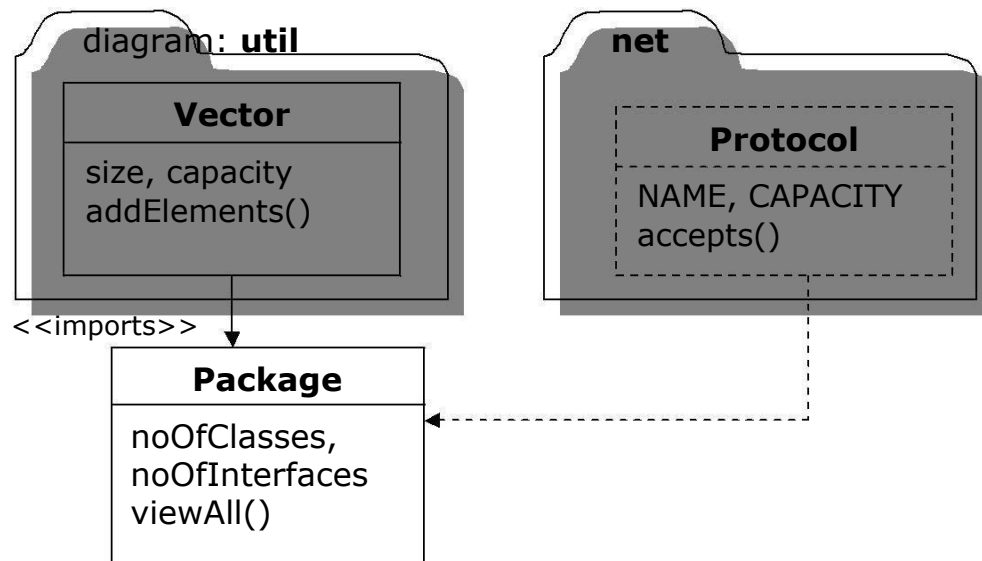 diagram: util
Vector
size, capacity
addElements()
net
Protocol
NAME, CAPACITY
accepts()
<<imports>>
Package
noOfClasses,
noOfInterfaces
viewAll()